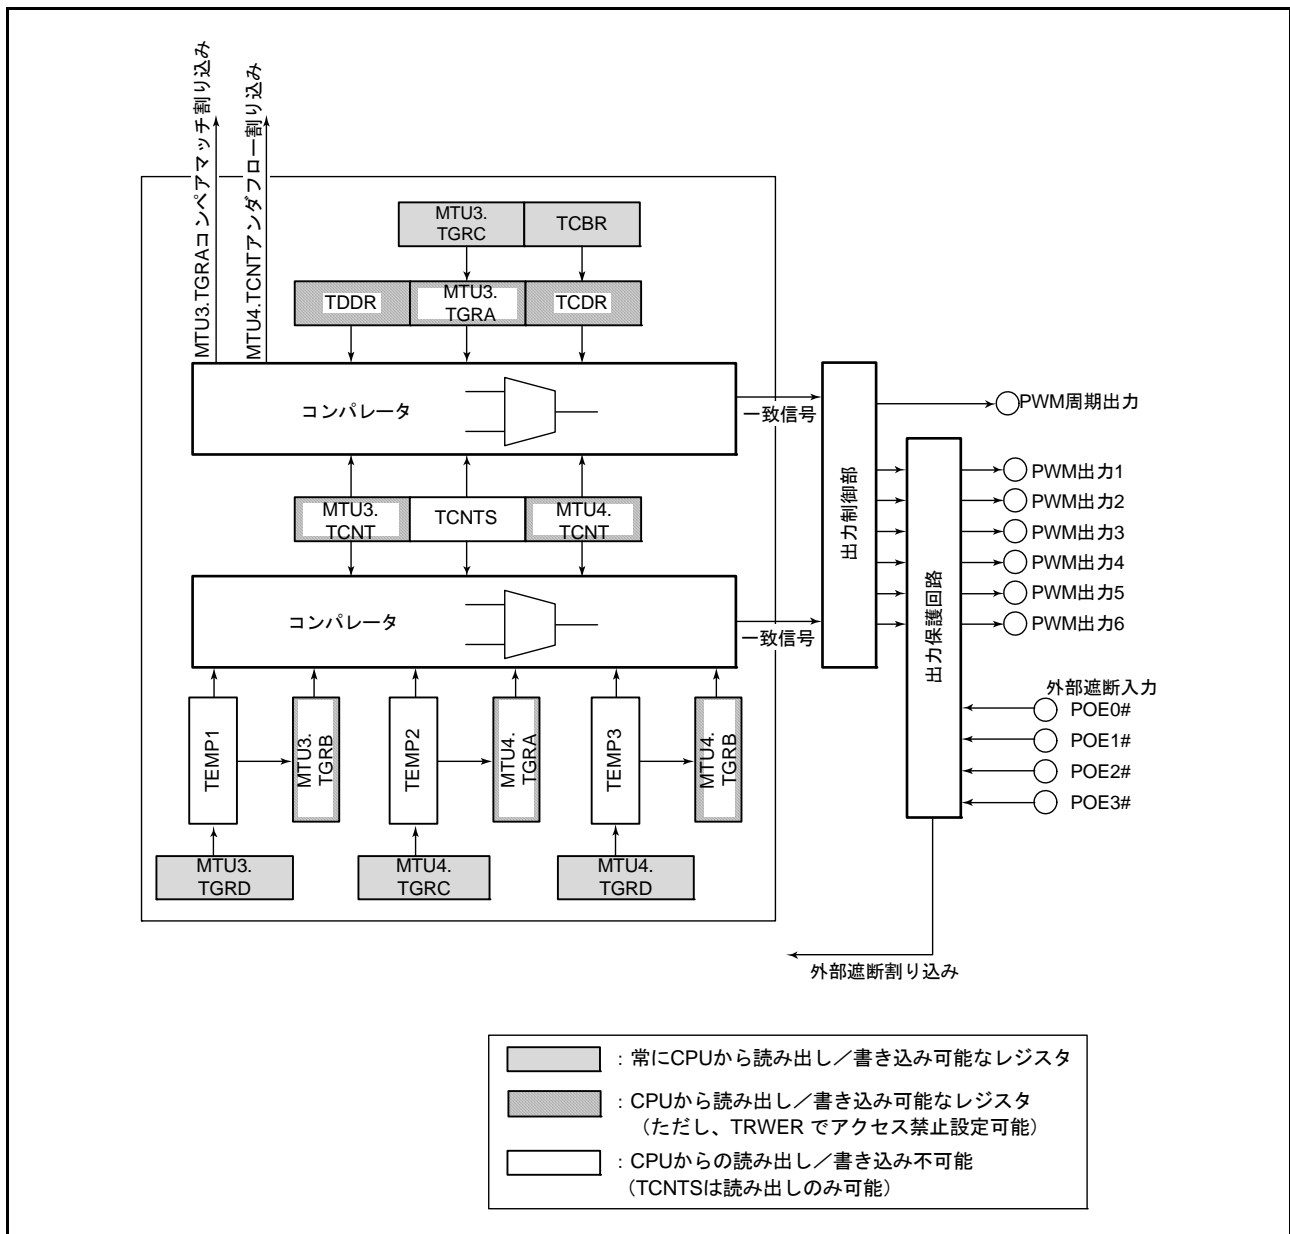 MTU3.TGRAコンペアマッチ割り込み
MTU4.TCNTアンダフロー割り込み
MTU3.
TGRC
TCBR
TDDR
MTU3.
TGRA
TCDR
コンパレータ
一致信号
MTU3.
TCNT
TCNTS
MTU4.
TCNT
コンパレータ
一致信号
出力制御部
出力保護回路
PWM周期出力
PWM出力1
PWM出力2
PWM出力3
PWM出力4
PWM出力5
PWM出力6
外部遮断入力
POE0#
POE1#
POE2#
POE3#
TEMP1
MTU3.
TGRB
TEMP2
MTU4.
TGRA
TEMP3
MTU4.
TGRB
MTU3.
TGRD
MTU4.
TGRC
MTU4.
TGRD
外部遮断割り込み
：常にCPUから読み出し／書き込み可能なレジスタ
：CPUから読み出し／書き込み可能なレジスタ
（ただし、TRWER でアクセス禁止設定可能）
：CPUからの読み出し／書き込み不可能
（TCNTSは読み出しのみ可能）